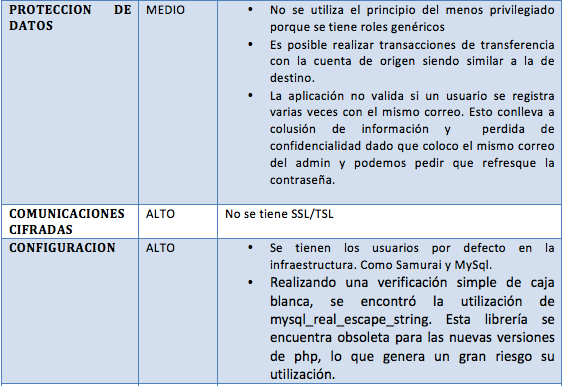 PROTECCION DE DATOS
MEDIO
• No se utiliza el principio del menos privilegiado
porque se tiene roles genéricos
• Es posible realizar transacciones de transferencia
con la cuenta de origen siendo similar a la de
destino.
• La aplicación no valida si un usuario se registra
varias veces con el mismo correo. Esto conlleva a
colusión de información y perdida de
confidencialidad dado que coloco el mismo correo
del admin y podemos pedir que refresque la
contraseña.
COMUNICACIONES
CIFRADAS
ALTO
No se tiene SSL/TSL
CONFIGURACION
ALTO
• Se tienen los usuarios por defecto en la
infraestructura. Como Samurai y MySql.
• Realizando una verificación simple de caja
blanca, se encontró la utilización de
mysql_real_escape_string. Esta librería se
encuentra obsoleta para las nuevas versiones
de php, lo que genera un gran riesgo su
utilización.